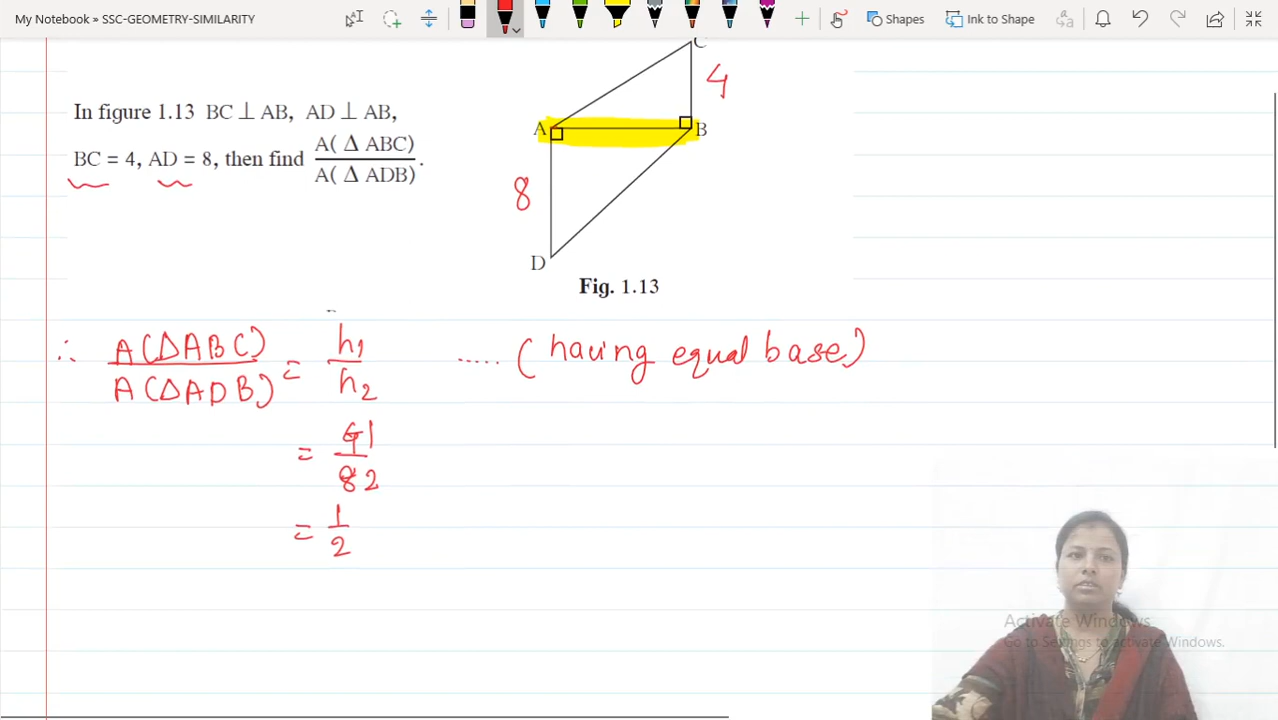 My Notebook » SSC-GEOMETRY-SIMILARITY
Shapes
Ink to Shape
In figure 1.13 BC ⊥ AB, AD ⊥ AB,
BC = 4, AD = 8, then find A( Δ ABC) / A( Δ ADB) .
C
4
A
B
8
D
Fig. 1.13
∴ A(ΔABC) / A(ΔADB) = h1 / h2 ..... (having equal base)
= 4 1 / 8 2
= 1 / 2
Activate Windows
Go to Settings to activate Windows.